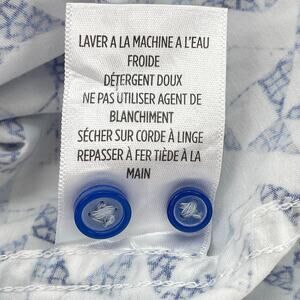 LAVER A LA MACHINE A L'EAU
FROIDE
DÉTERGENT DOUX
NE PAS UTILISER AGENT DE
BLANCHIMENT
SÉCHER SUR CORDE À LINGE
REPASSER À FER TIÈDE À LA
MAIN